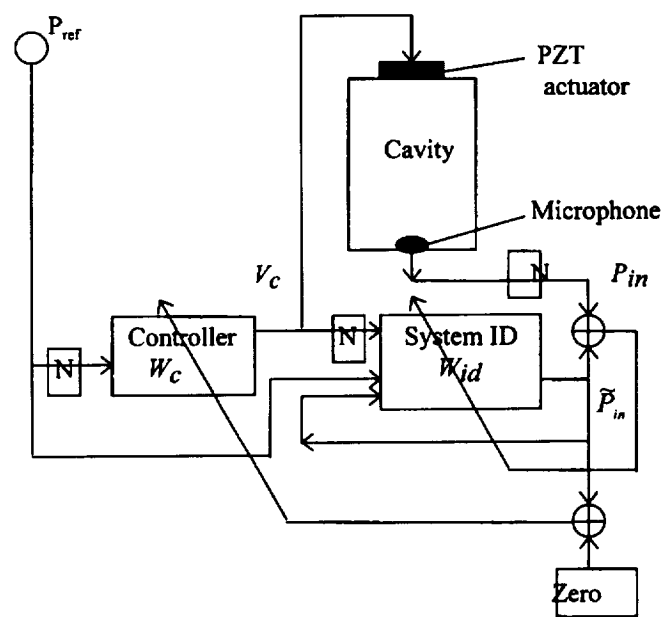 P_ref
PZT
actuator
Cavity
Microphone
V_c
N
P_in
Controller
W_c
N
N
System ID
W_id
P̃_in
Zero